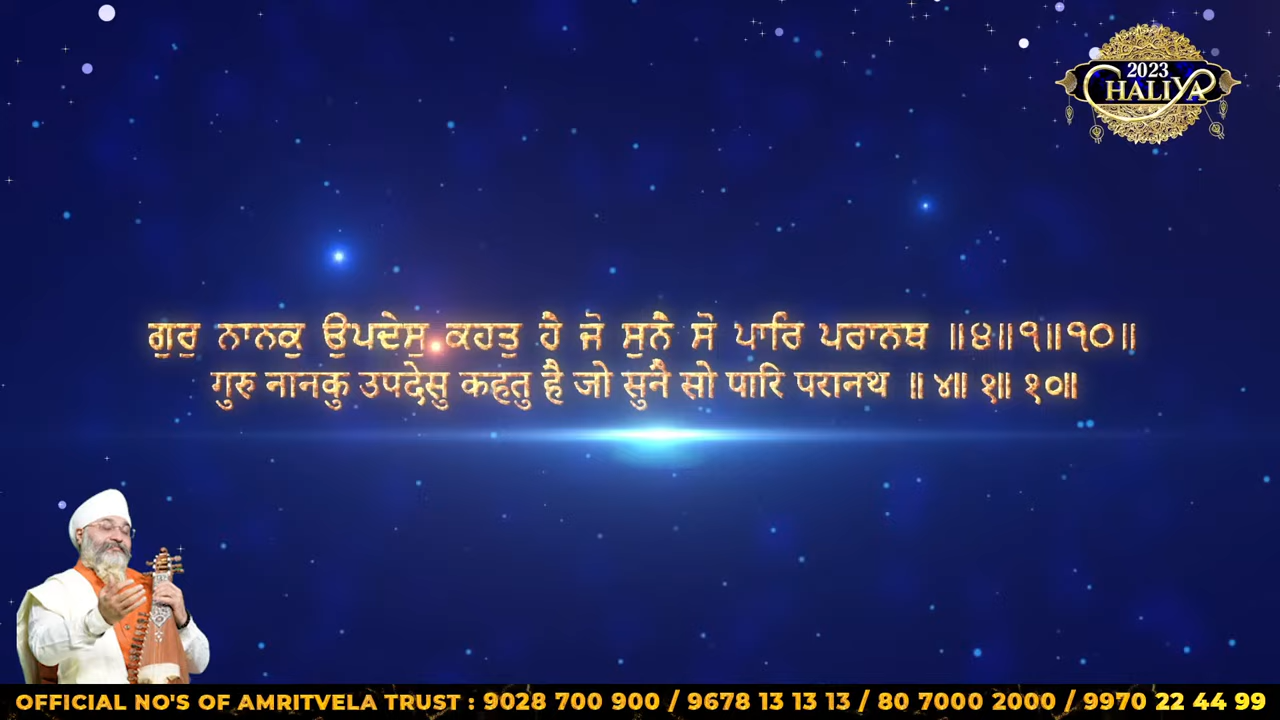 2023
CHALIYA
ਗੁਰੁ ਨਾਨਕੁ ਉਪਦੇਸੁ ਕਹਤੁ ਹੈ ਜੋ ਸੁਨੈ ਸੋ ਪਾਰਿ ਪਰਾਨਥ ॥੪॥੧॥੧੦॥
गुरु नानकु उपदेसु कहतु है जो सुनै सो पारि परानथ ॥ ४॥ १॥ १०॥
OFFICIAL NO'S OF AMRITVELA TRUST : 9028 700 900 / 9678 13 13 13 / 80 7000 2000 / 9970 22 44 99